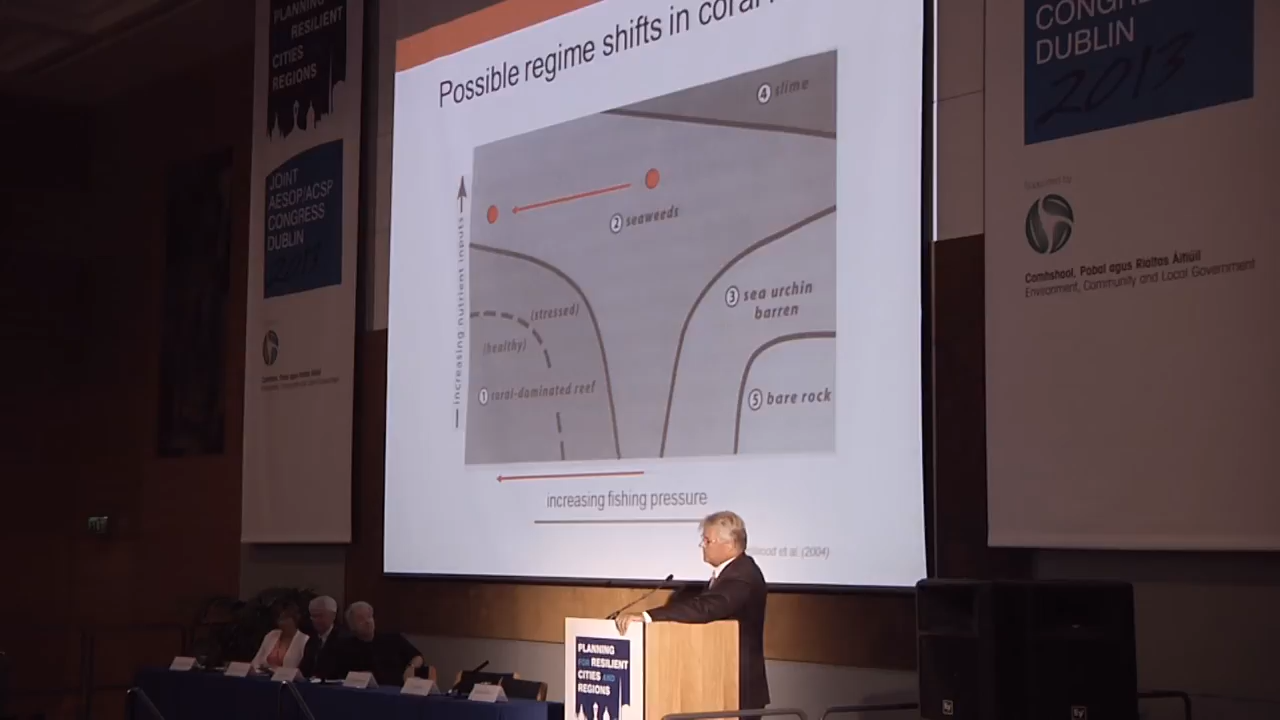 PLANNING
RESILIENT
CITIES
REGIONS
JOINT
AESOP/ACSP
CONGRESS
DUBLIN
2013
Possible regime shifts in coral
increasing nutrient inputs
4 slime
2 seaweeds
3 sea urchin
barren
(stressed)
(healthy)
1 coral-dominated reef
5 bare rock
increasing fishing pressure
et al. (2004)
DUBLIN
2013
Supported by
Comhshaol, Pobal agus Rialtas Áitiúil
Environment, Community and Local Government
PLANNING
FOR RESILIENT
CITIES AND
REGIONS